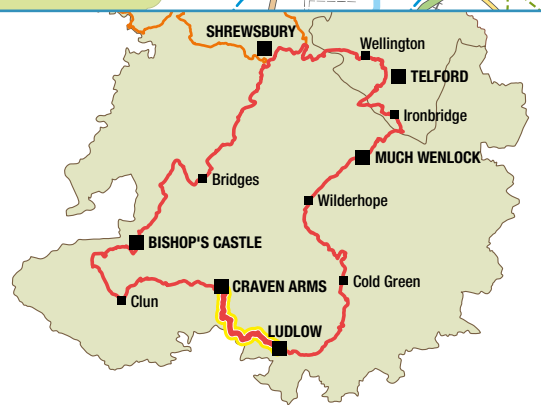 SHREWSBURY
Wellington
TELFORD
Ironbridge
MUCH WENLOCK
Bridges
Wilderhope
BISHOP'S CASTLE
Cold Green
CRAVEN ARMS
Clun
LUDLOW